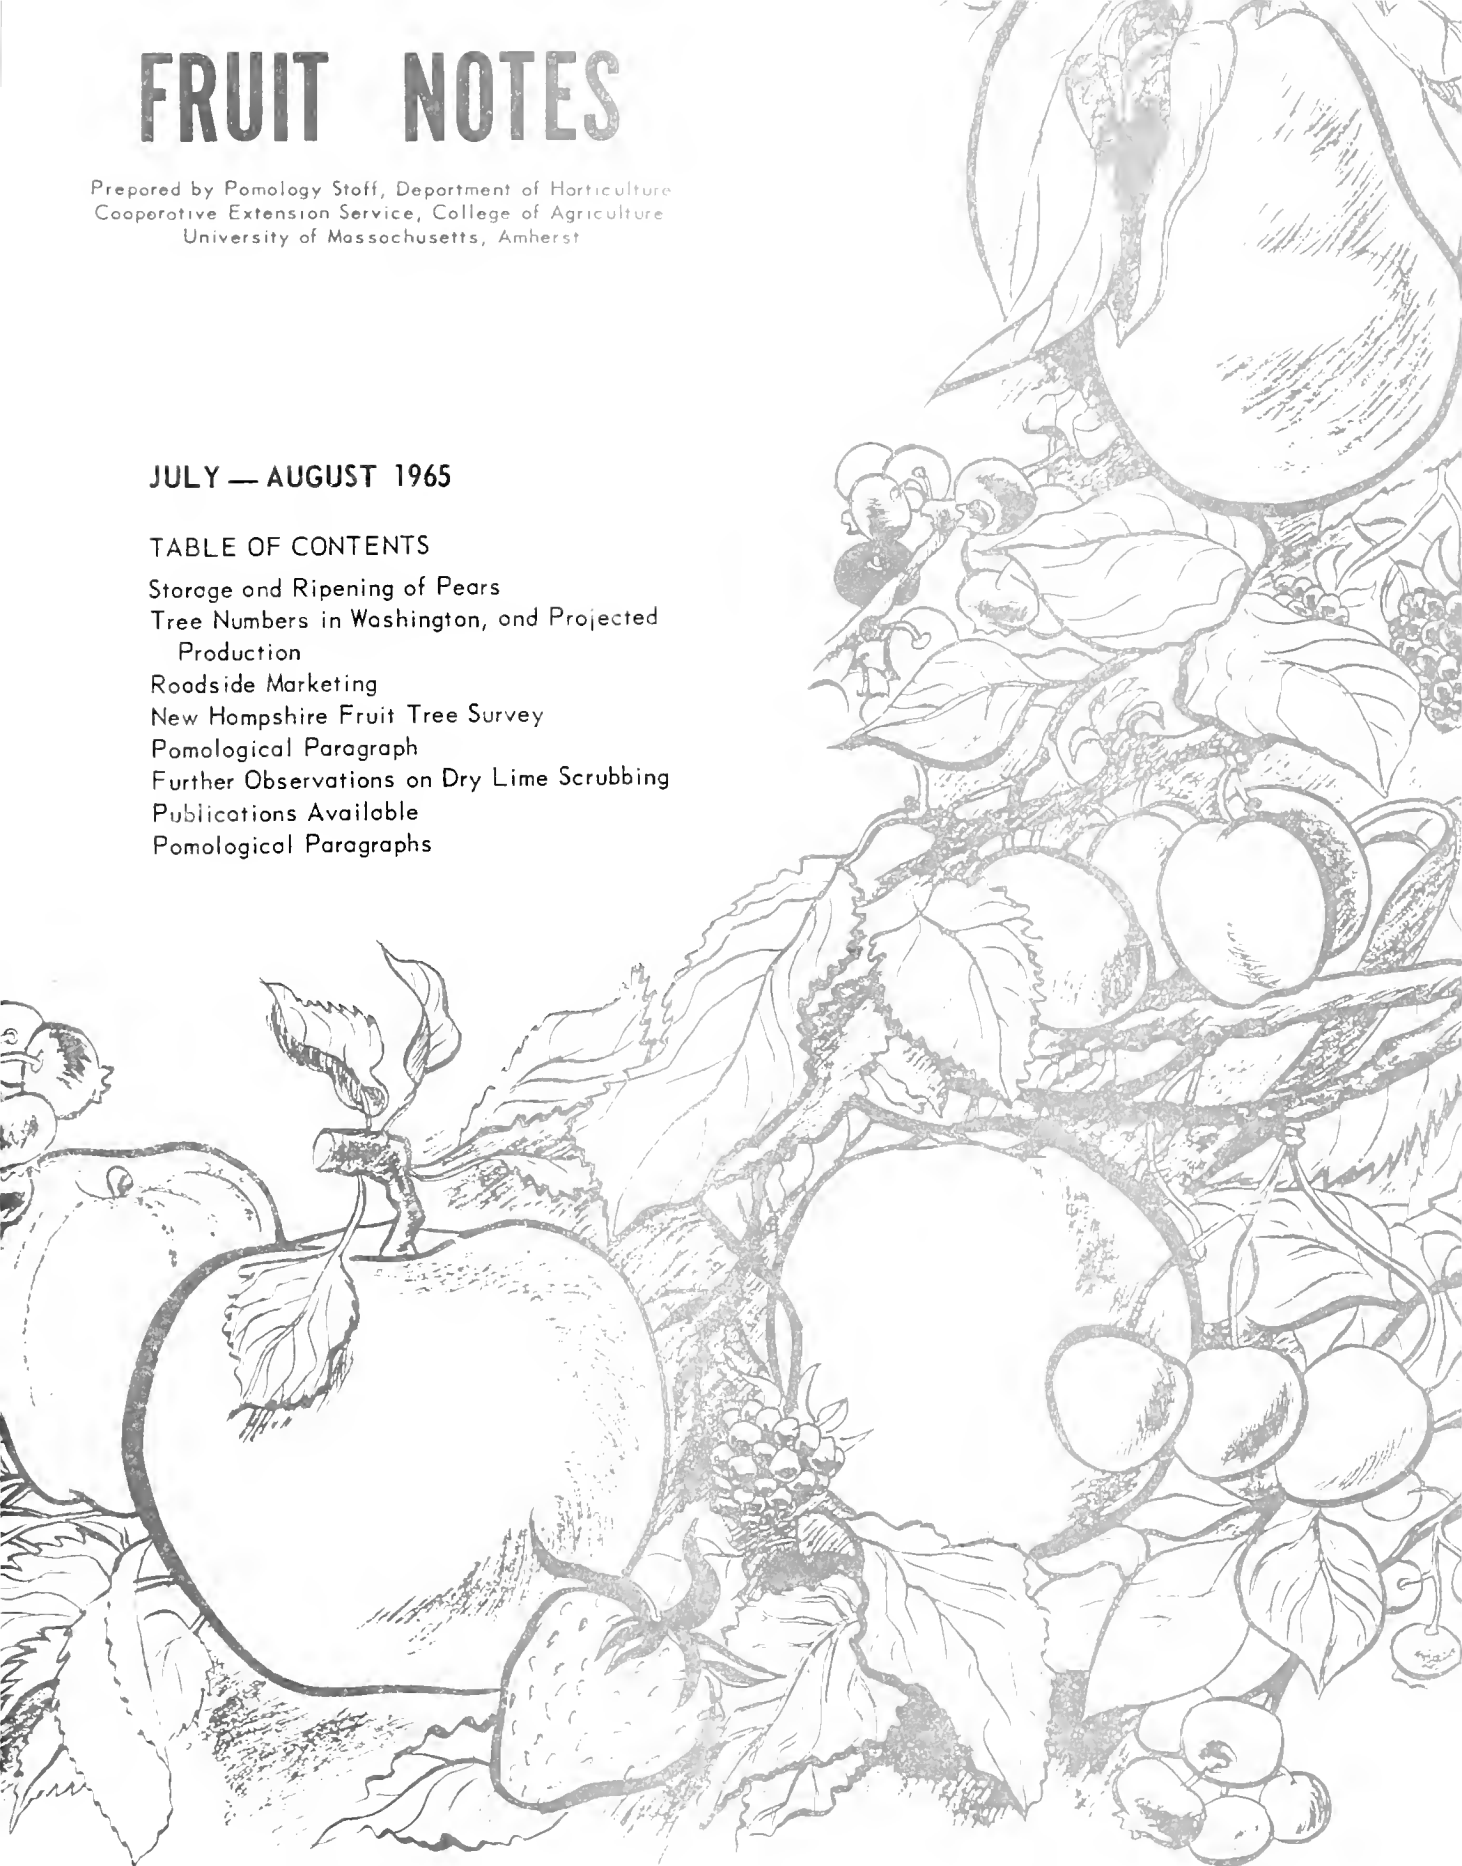 FRUIT NOTES
Prepared by Pomology Staff, Department of Horticulture
Cooperative Extension Service, College of Agriculture
University of Massachusetts, Amherst
JULY — AUGUST 1965
TABLE OF CONTENTS
Storage and Ripening of Pears
Tree Numbers in Washington, and Projected
Production
Roadside Marketing
New Hampshire Fruit Tree Survey
Pomological Paragraph
Further Observations on Dry Lime Scrubbing
Publications Available
Pomological Paragraphs